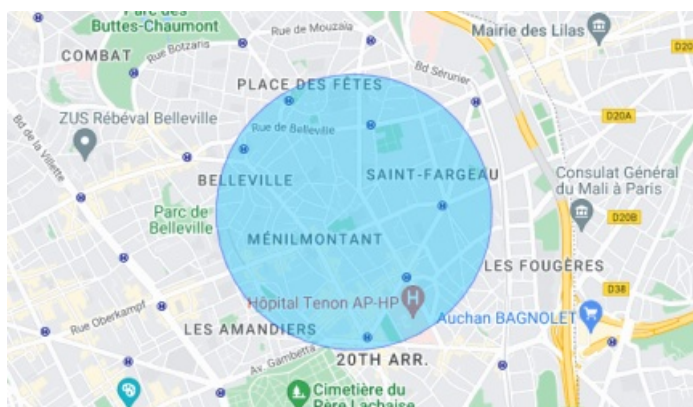 Parc des
Buttes-Chaumont
Rue de Mouzaïa
Mairie des Lilas
COMBAT
Rue Botzaris
D20
Bd Sérurier
PLACE DES FÊTES
ZUS Rébéval Belleville
D20A
Rue de Belleville
Bd de la Villette
BELLEVILLE
SAINT-FARGEAU
Consulat Général
du Mali à Paris
Parc de
Belleville
D20B
MÉNILMONTANT
LES FOUGÈRES
D38
Hôpital Tenon AP-HP
H
Auchan BAGNOLET
Rue Oberkampf
LES AMANDIERS
Av. Gambetta
20TH ARR.
Cimetière du
Père Lachaise